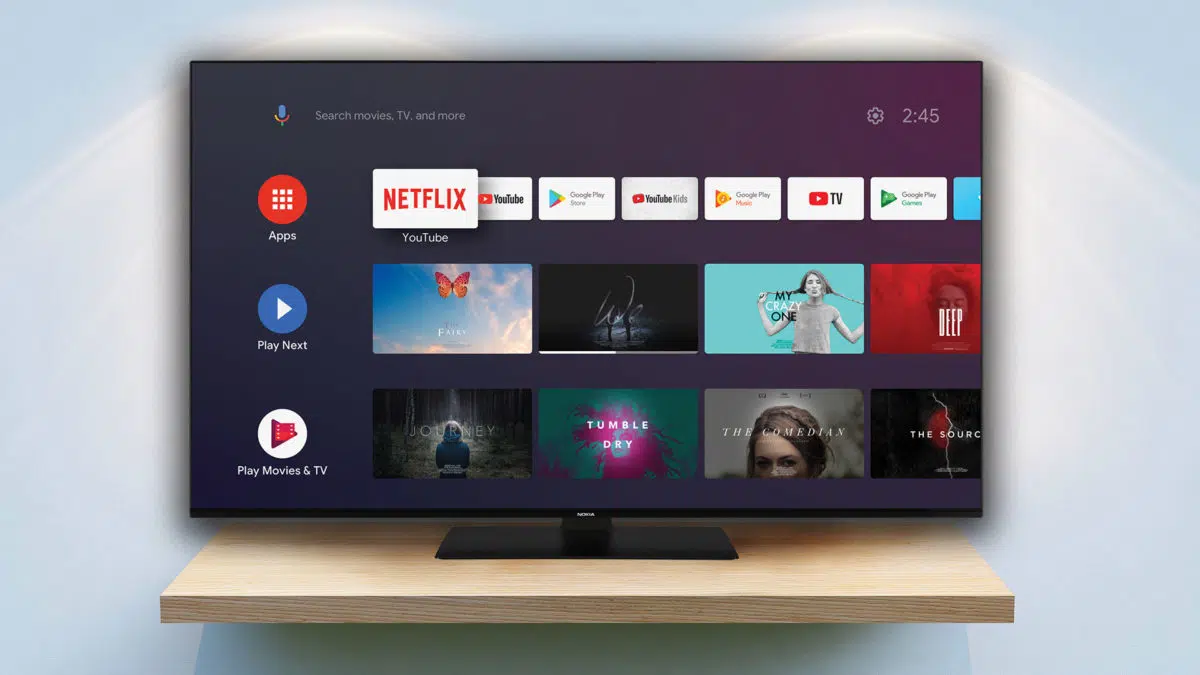 Search movies, TV, and more
2:45
Apps
NETFLIX
YouTube
Google Play
Store
YouTube Kids
Google Play
Music
TV
Google Play
Games
YouTube
Play Next
FAIRY
We
MY
CRAZY
ONE
DEEP
Play Movies & TV
JOURNEY
TUMBLE
DRY
THE COMEDIAN
THE SOURC
NOKIA